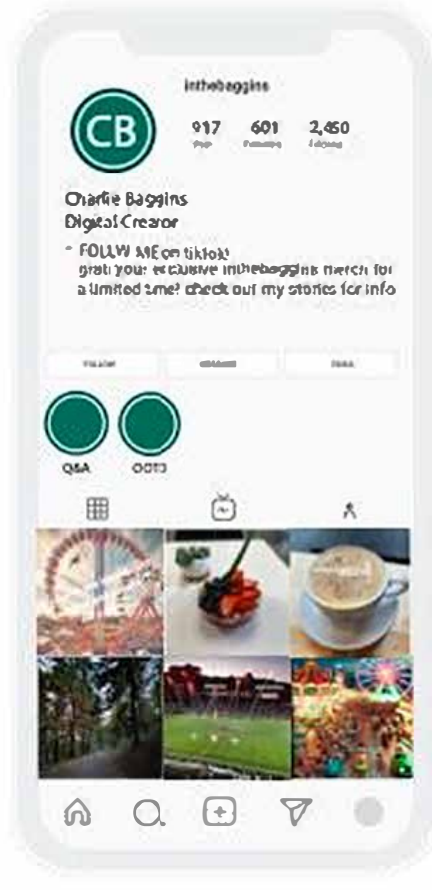 inthebaggins
CB
917 601 2,450
Charlie Baggins
Digital Creator
FOLLW ME on tiktok!
your exclusive inthebaggins merch for
a limited time! check out my stories for info
FOLLOW
Q&A